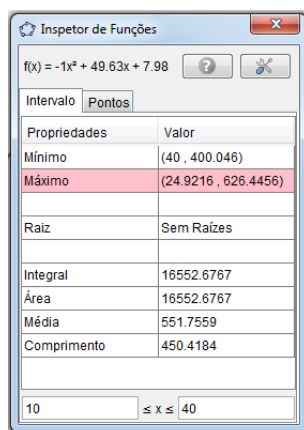 Inspetor de Funções
f(x) = -1x² + 49.63x + 7.98
Intervalo Pontos
Propriedades Valor
Mínimo (40 , 400.046)
Máximo (24.9216 , 626.4456)
Raiz Sem Raízes
Integral 16552.6767
Área 16552.6767
Média 551.7559
Comprimento 450.4184
10 ≤ x ≤ 40